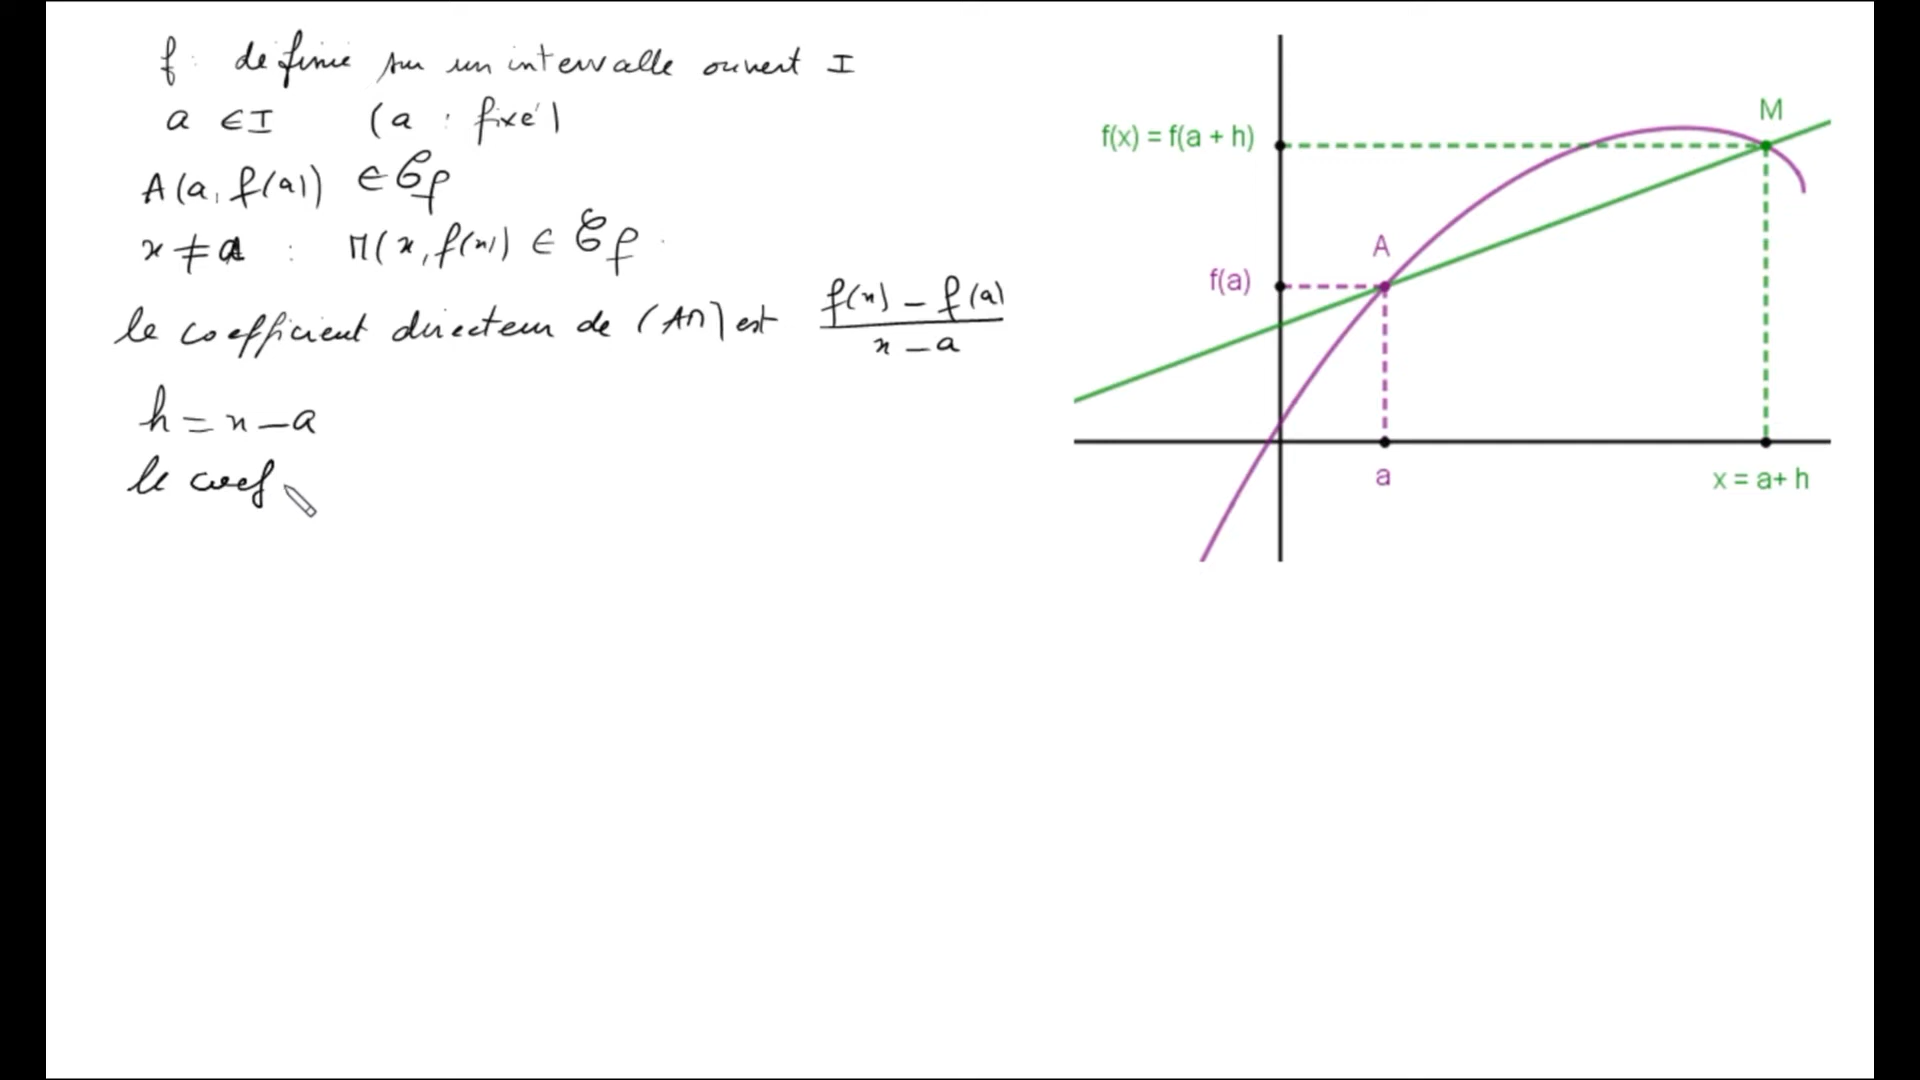 f : définie sur un intervalle ouvert I
a ∈ I (a : fixé)
A(a, f(a)) ∈ 𝒞f
x ≠ a : M(x, f(x)) ∈ 𝒞f
le coefficient directeur de (AM) est (f(x) − f(a)) / (x − a)
h = x − a
le coef
M
f(x) = f(a + h)
A
f(a)
a
x = a+ h